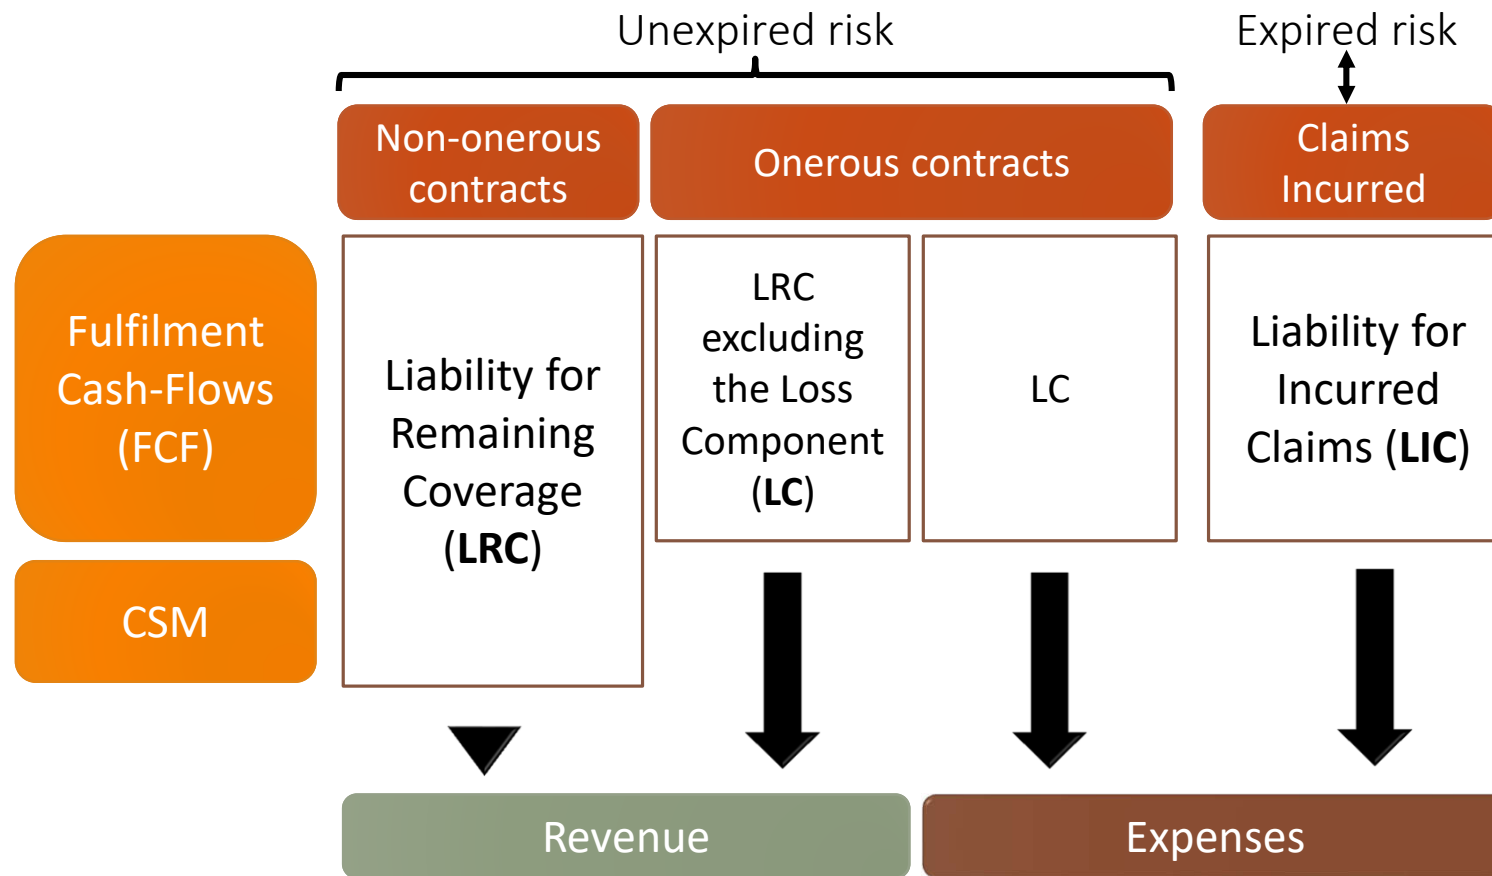 Unexpired risk
Expired risk
Non-onerous
contracts
Onerous contracts
Claims
Incurred
Fulfilment
Cash-Flows
(FCF)
CSM
Liability for
Remaining
Coverage
(LRC)
LRC
excluding
the Loss
Component
(LC)
LC
Liability for
Incurred
Claims (LIC)
Revenue
Expenses